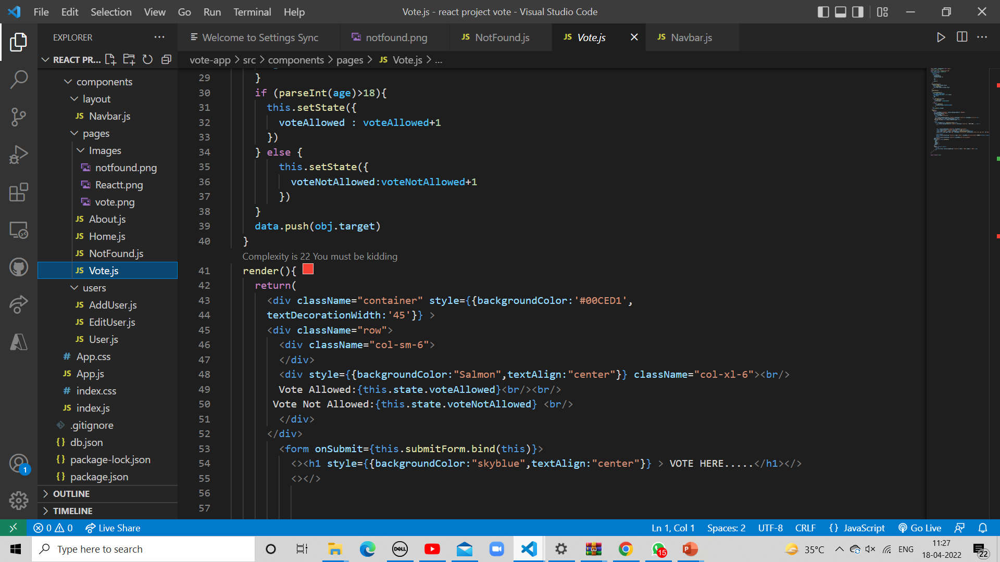 File Edit Selection View Go Run Terminal Help
Vote.js - react project vote - Visual Studio Code
EXPLORER
Welcome to Settings Sync
notfound.png
JS NotFound.js
JS Vote.js
JS Navbar.js
REACT PR...
vote-app > src > components > pages > JS Vote.js > ...
components
layout
JS Navbar.js
pages
Images
notfound.png
Reactt.png
vote.png
JS About.js
JS Home.js
JS NotFound.js
JS Vote.js
users
JS AddUser.js
JS EditUser.js
JS User.js
# App.css
JS App.js
# index.css
JS index.js
.gitignore
{} db.json
{} package-lock.json
{} package.json
OUTLINE
TIMELINE
29 }
30 if (parseInt(age)>18){
31 this.setState({
32 voteAllowed : voteAllowed+1
33 })
34 } else {
35 this.setState({
36 voteNotAllowed:voteNotAllowed+1
37 })
38 }
39 data.push(obj.target)
40 }
Complexity is 22 You must be kidding
41 render(){
42 return(
43 <div className="container" style={{backgroundColor:'#00CED1',
44 textDecorationWidth:'45'}} >
45 <div className="row">
46 <div className="col-sm-6">
47 </div>
48 <div style={{backgroundColor:"Salmon",textAlign:"center"}} className="col-xl-6"><br/>
49 Vote Allowed:{this.state.voteAllowed}<br/><br/>
50 Vote Not Allowed:{this.state.voteNotAllowed} <br/>
51 </div>
52 </div>
53 <form onSubmit={this.submitForm.bind(this)}>
54 <><h1 style={{backgroundColor:"skyblue",textAlign:"center"}} > VOTE HERE.....</h1></>
55 <></>
56
57
1
0 0 Live Share
Ln 1, Col 1 Spaces: 2 UTF-8 CRLF {} JavaScript Go Live
Type here to search
DELL
15
P
35°C
ENG
11:27
18-04-2022
22